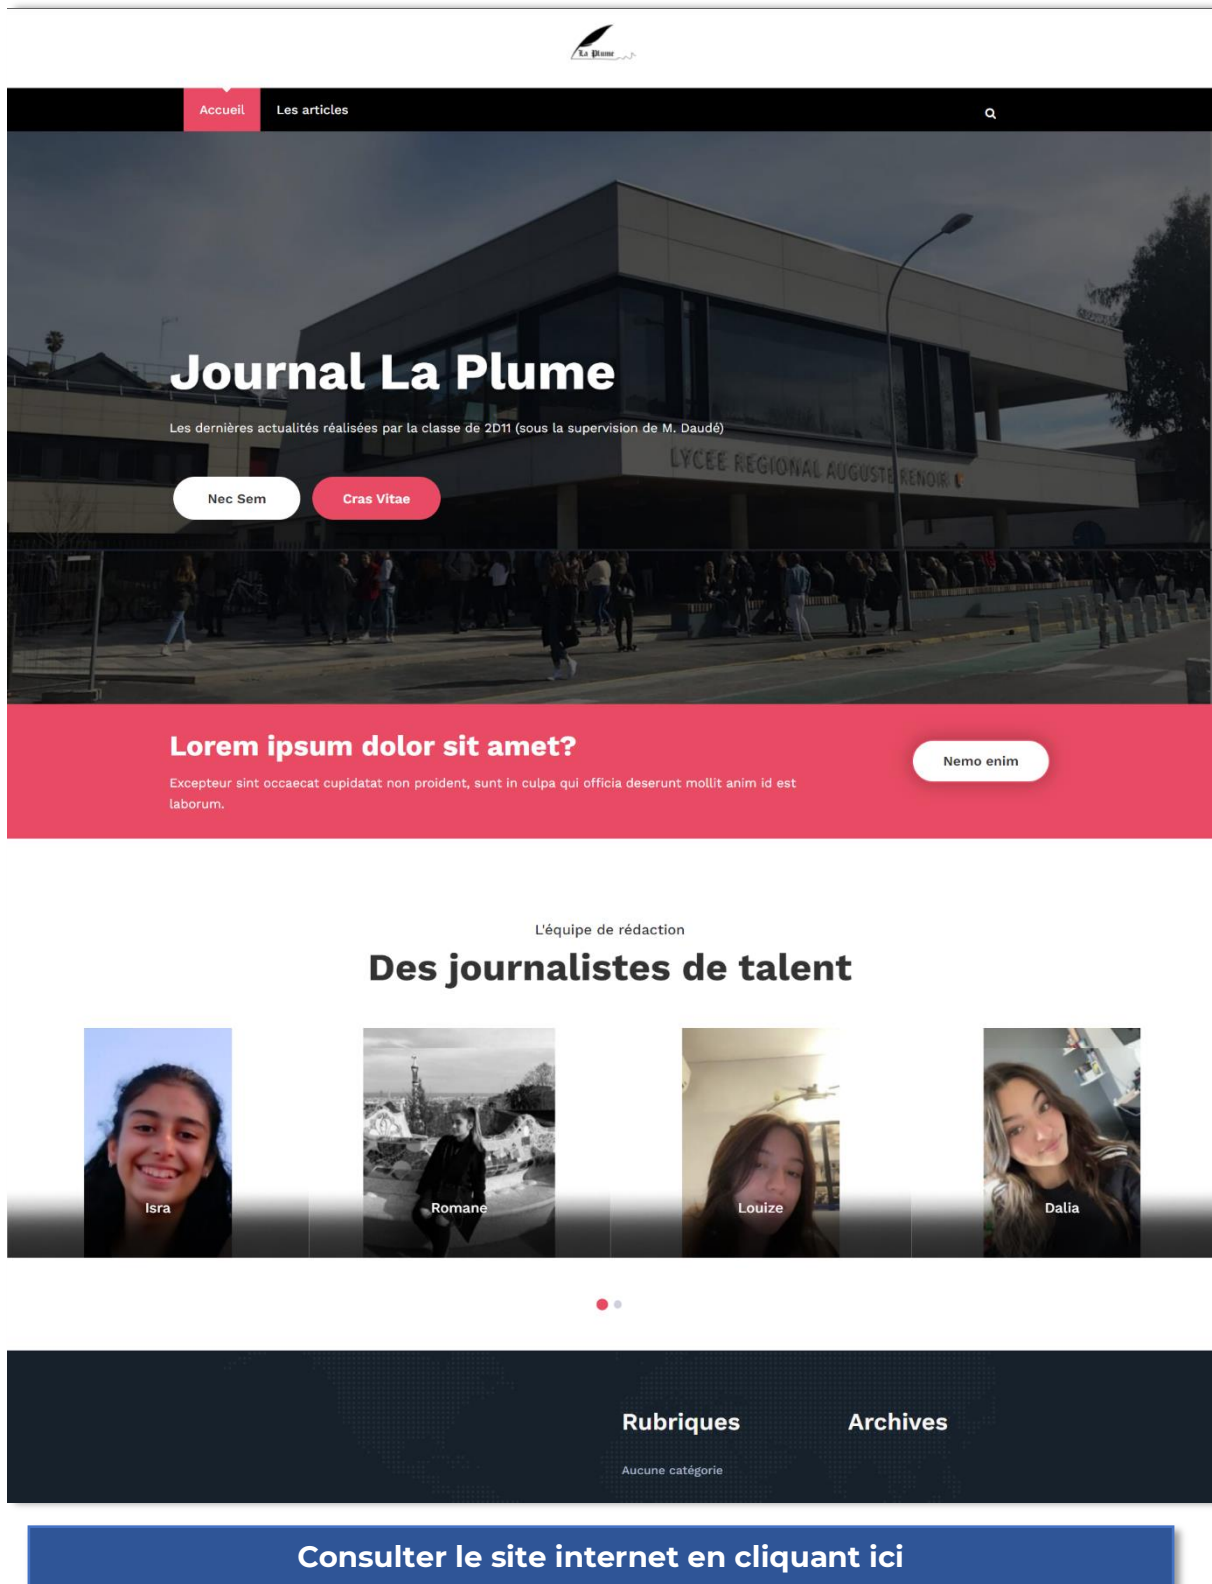 La Plume
Accueil
Les articles
Journal La Plume
Les dernières actualités réalisées par la classe de 2D11 (sous la supervision de M. Daudé)
LYCEE REGIONAL AUGUSTE RENOIR
Nec Sem
Cras Vitae
Lorem ipsum dolor sit amet?
Excepteur sint occaecat cupidatat non proident, sunt in culpa qui officia deserunt mollit anim id est
laborum.
Nemo enim
L'équipe de rédaction
Des journalistes de talent
Isra
Romane
Louize
Dalia
Rubriques
Archives
Aucune catégorie
Consulter le site internet en cliquant ici